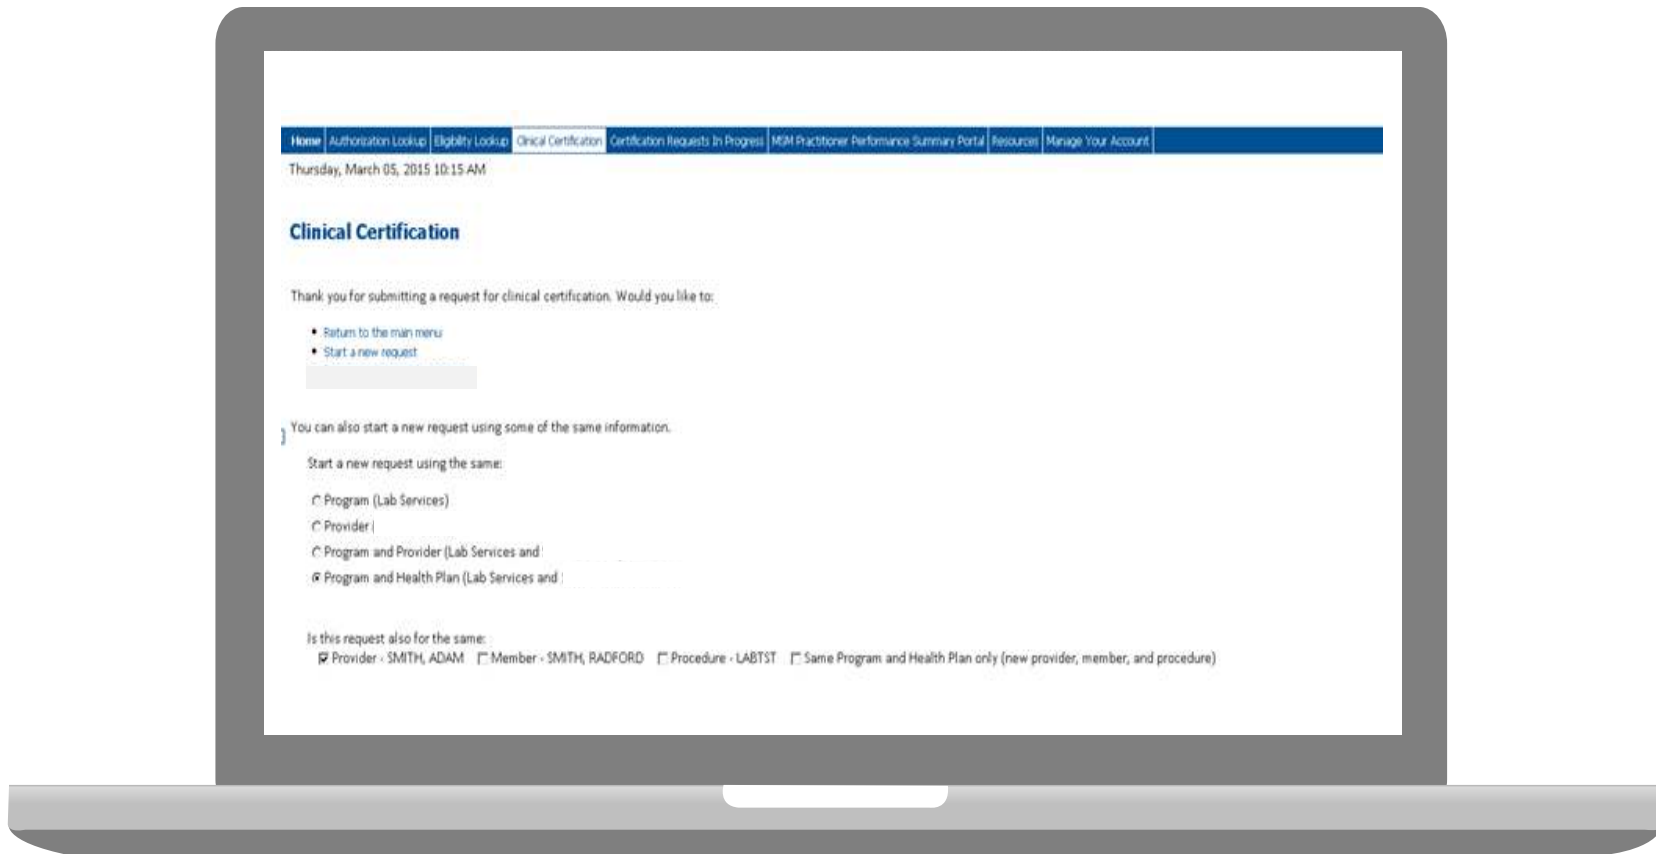 Home Authorization Lookup Eligibility Lookup Clinical Certification Certification Requests In Progress MSM Practitioner Performance Summary Portal Resources Manage Your Account
Thursday, March 05, 2015 10:15 AM
Clinical Certification
Thank you for submitting a request for clinical certification. Would you like to:
• Return to the main menu
• Start a new request
You can also start a new request using some of the same information.
Start a new request using the same:
Program (Lab Services)
Provider
Program and Provider (Lab Services and
Program and Health Plan (Lab Services and
Is this request also for the same:
Provider - SMITH, ADAM Member - SMITH, RADFORD Procedure - LABTST Same Program and Health Plan only (new provider, member, and procedure)